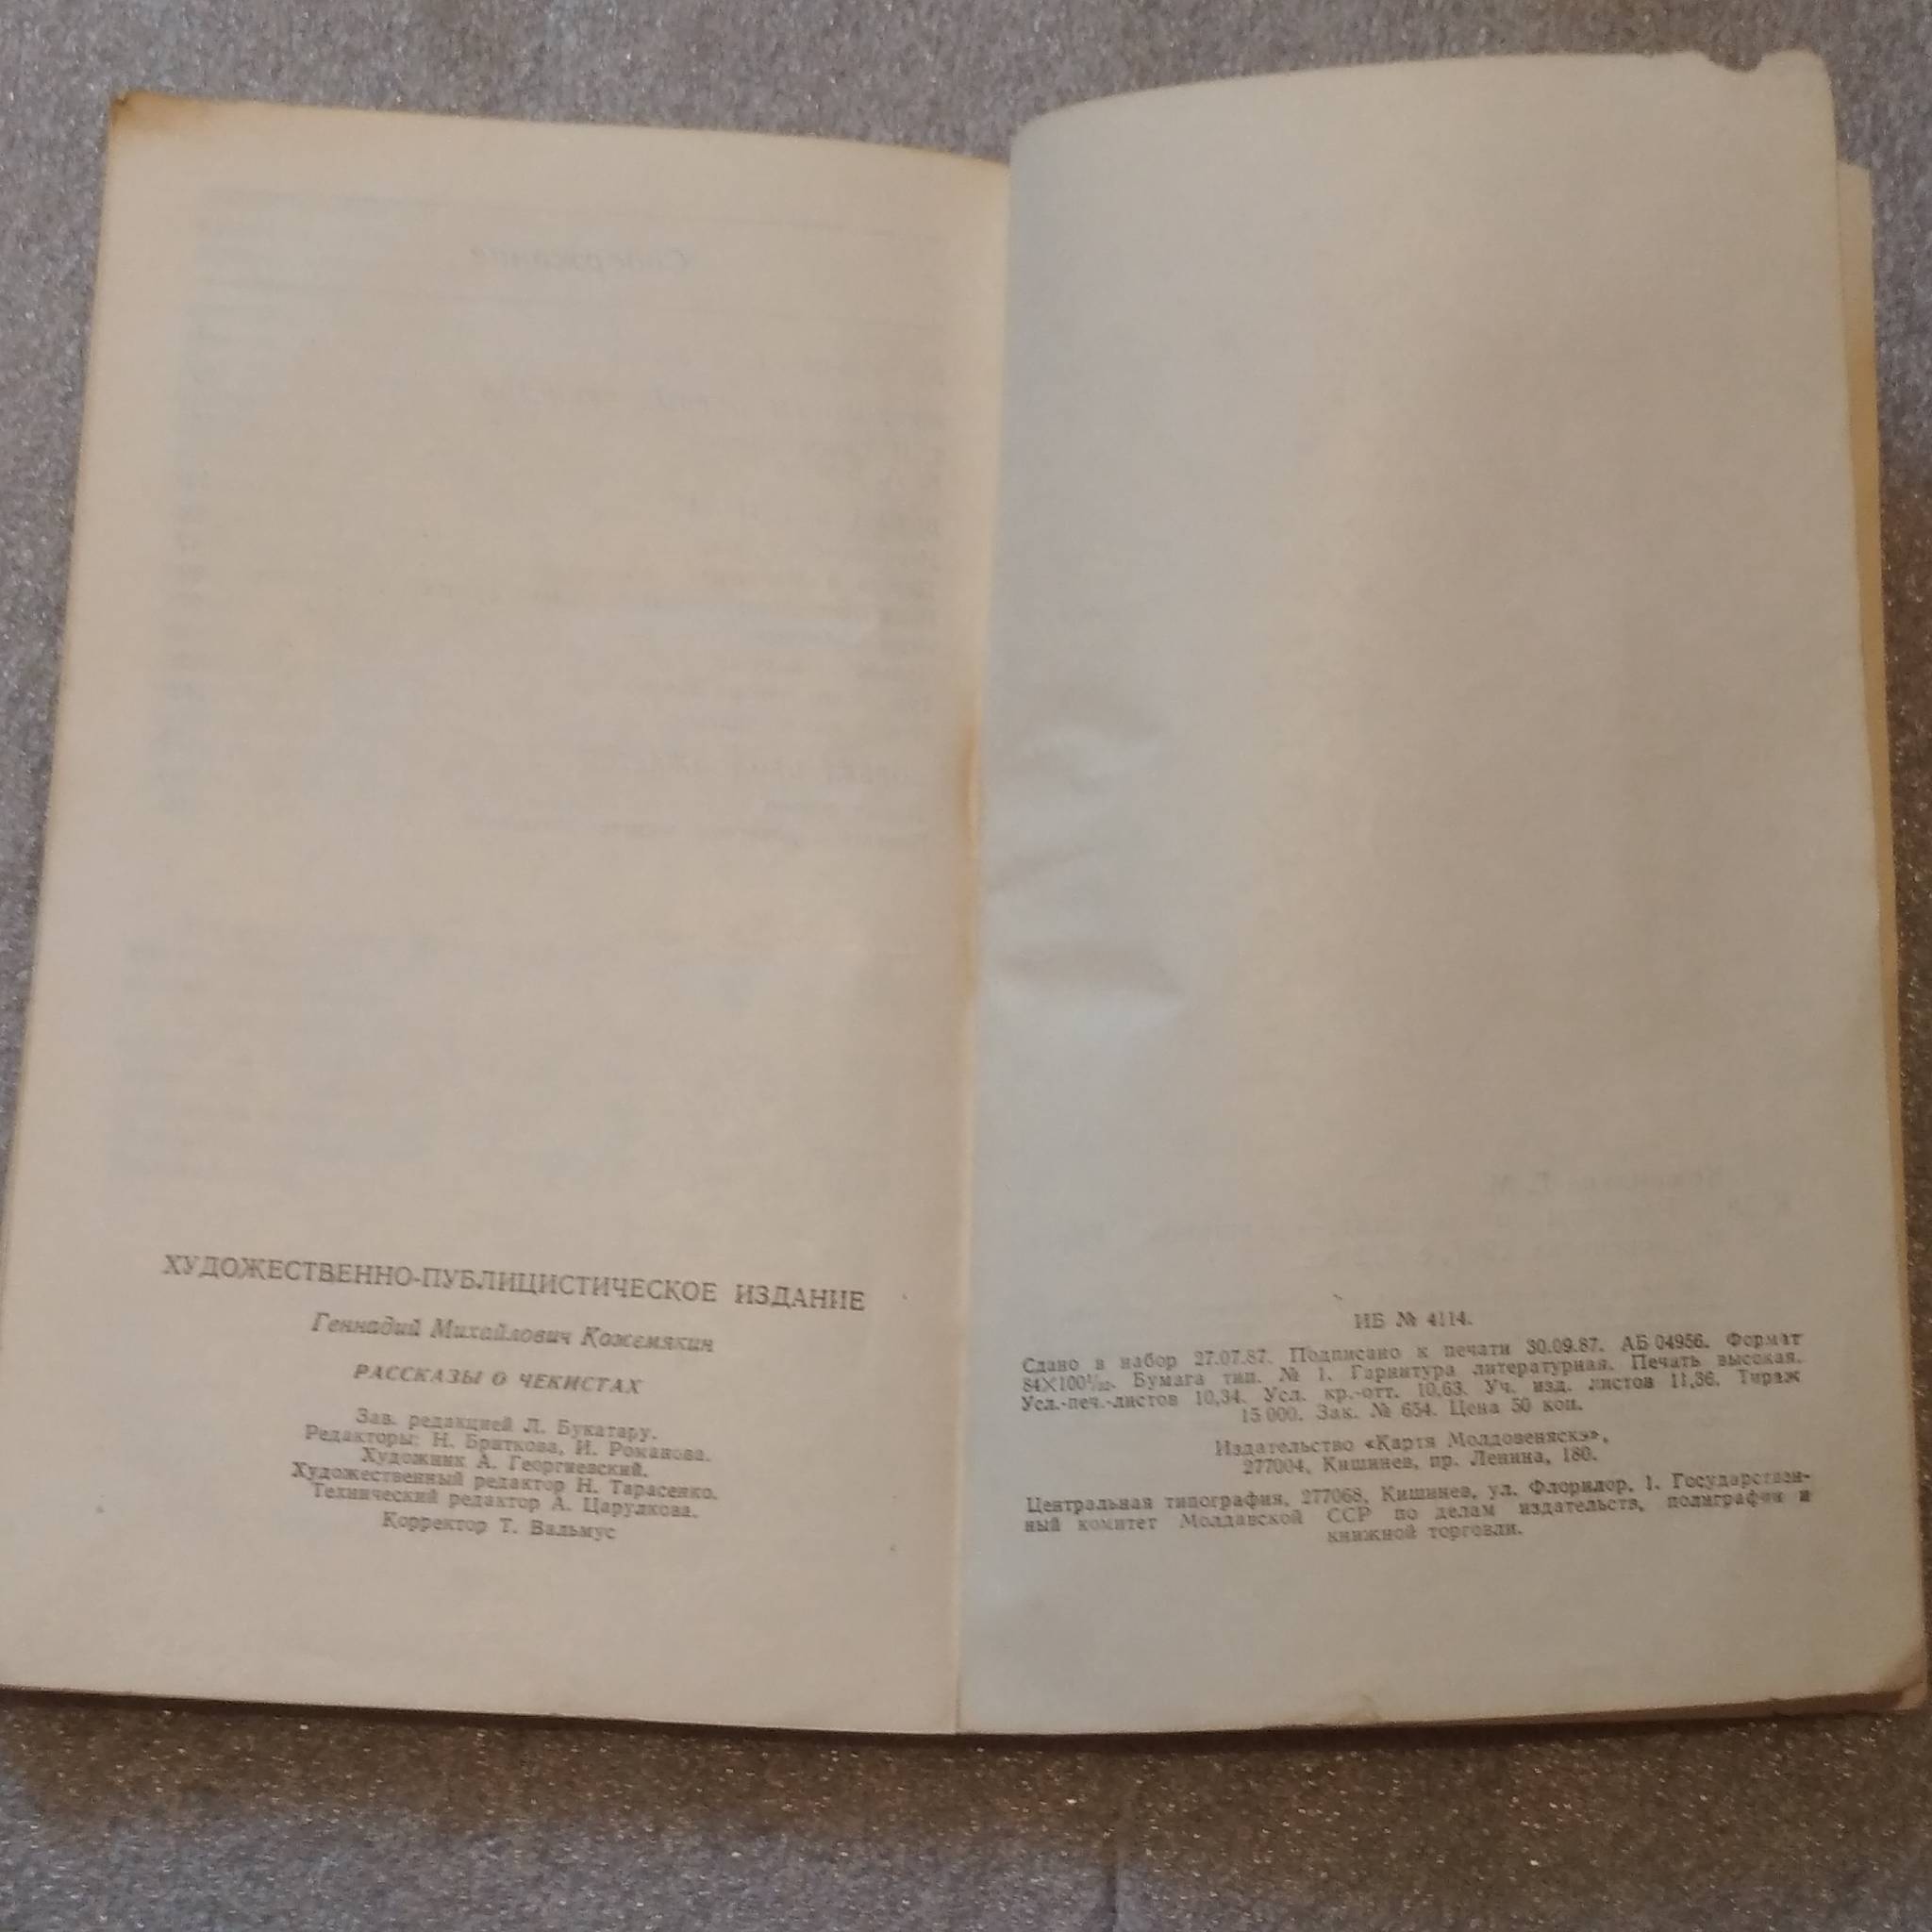 Содержание
ХУДОЖЕСТВЕННО-ПУБЛИЦИСТИЧЕСКОЕ ИЗДАНИЕ
Геннадий Михайлович Кожемякин
РАССКАЗЫ О ЧЕКИСТАХ
Зав. редакцией Л. Букатару.
Редакторы: Н. Бриткова, И. Романова.
Художник А. Георгиевский.
Художественный редактор Н. Тарасенко.
Технический редактор А. Царулкова.
Корректор Т. Вальмус
ИБ № 4114.
Сдано в набор 27.07.87. Подписано к печати 30.09.87. АБ 04956. Формат
84X100¹/₃₂. Бумага тип. № 1. Гарнитура литературная. Печать высокая.
Усл.-печ.-листов 10,34. Усл. кр.-отт. 10,63. Уч. изд. листов 11,36. Тираж
15 000. Зак. № 654. Цена 50 коп.
Издательство «Картя Молдовеняскэ»,
277004, Кишинев, пр. Ленина, 180.
Центральная типография, 277068, Кишинев, ул. Флорилор, 1. Государствен-
ный комитет Молдавской ССР по делам издательств, полиграфии и
книжной торговли.